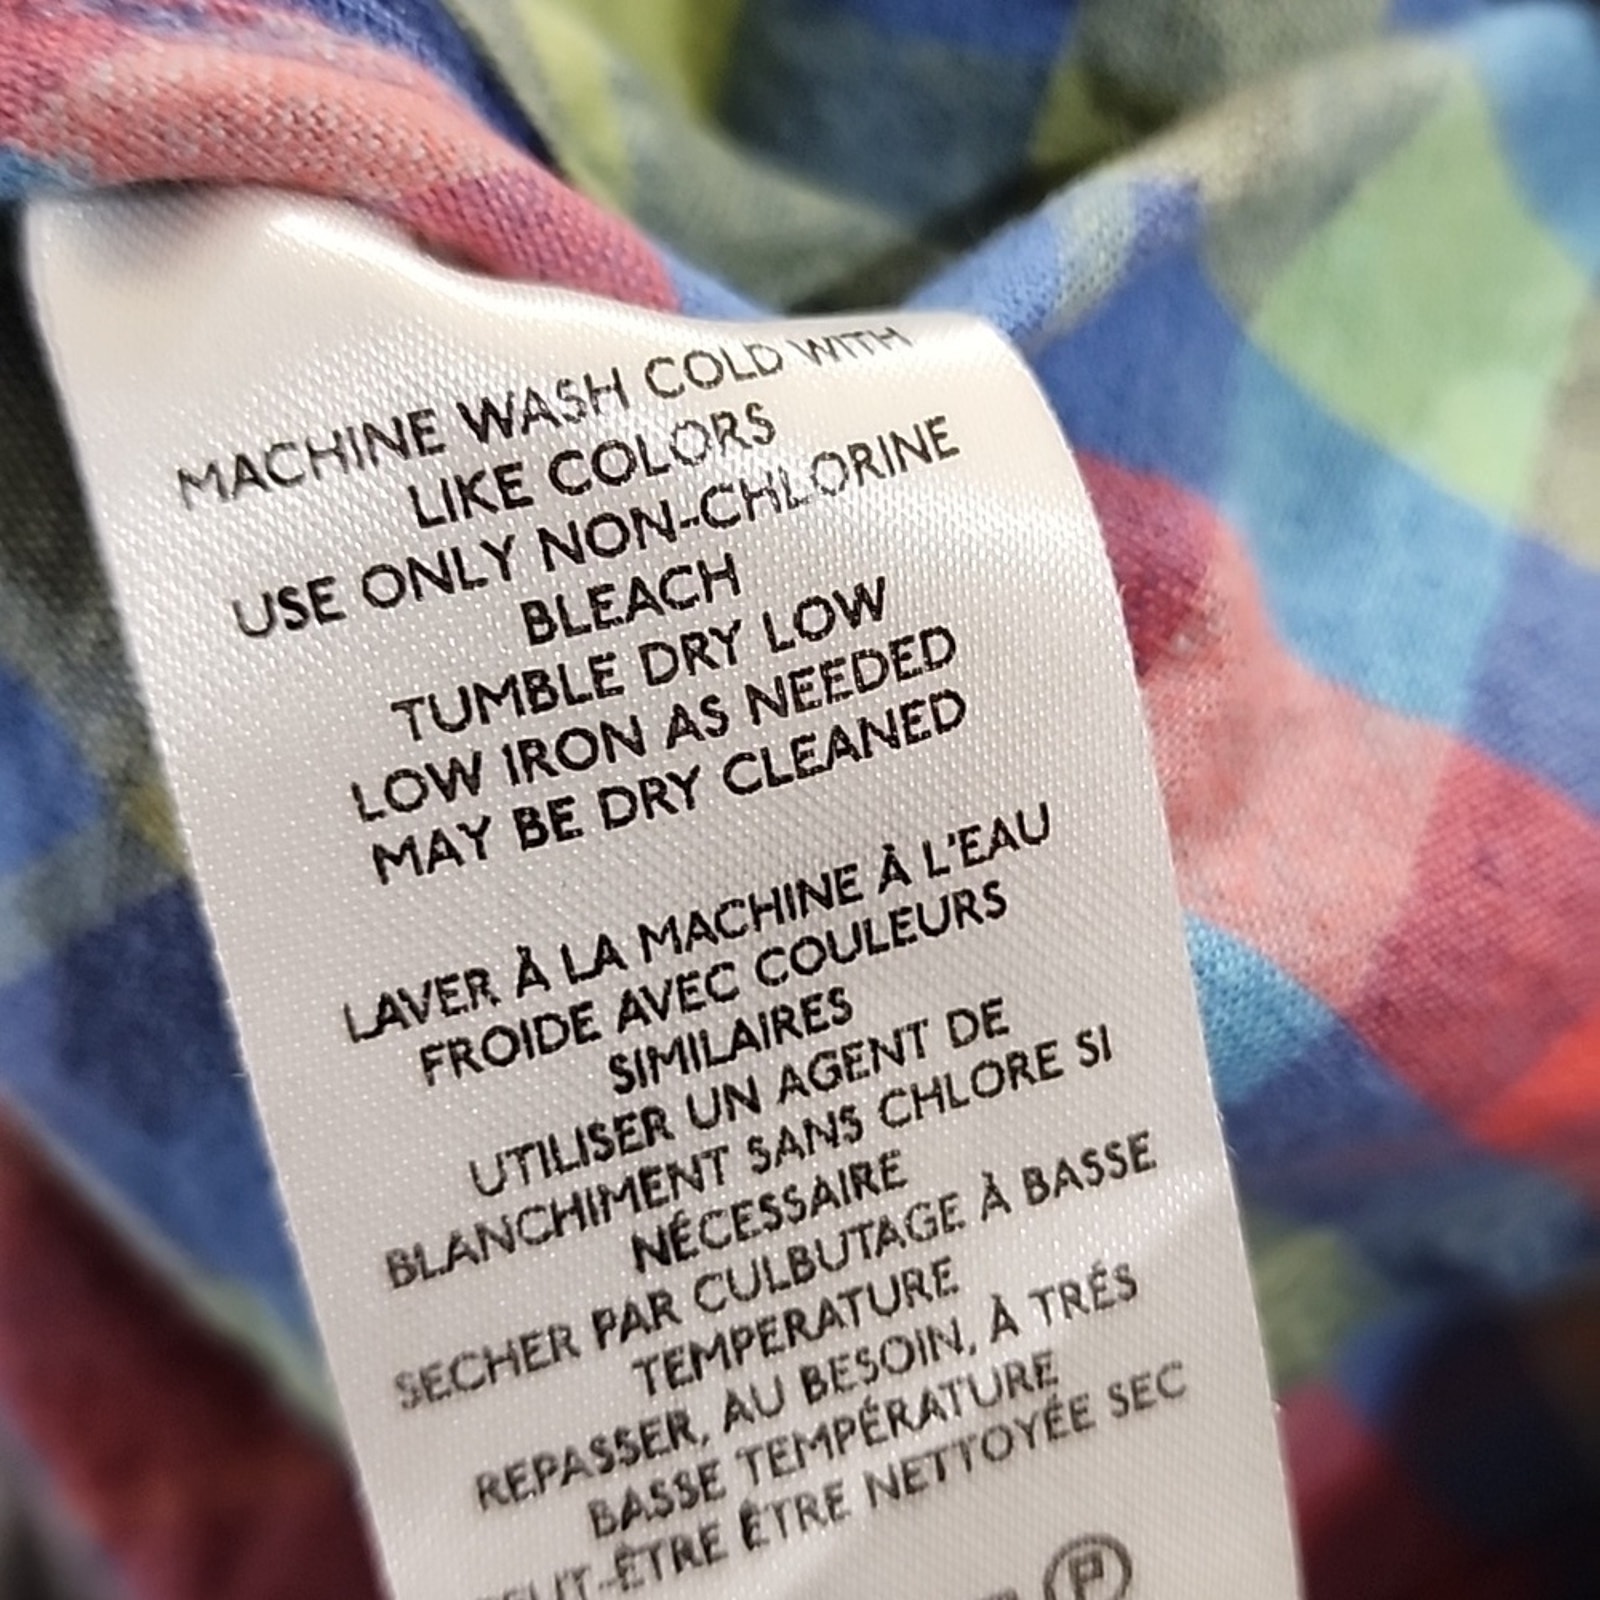 MACHINE WASH COLD WITH
LIKE COLORS
USE ONLY NON-CHLORINE
BLEACH
TUMBLE DRY LOW
LOW IRON AS NEEDED
MAY BE DRY CLEANED
LAVER À LA MACHINE À L'EAU
FROIDE AVEC COULEURS
SIMILAIRES
UTILISER UN AGENT DE
BLANCHIMENT SANS CHLORE SI
NÉCESSAIRE
SECHER PAR CULBUTAGE À BASSE
TEMPERATURE
REPASSER, AU BESOIN, À TRÉS
BASSE TEMPÉRATURE
PEUT-ÊTRE ÊTRE NETTOYÉE SEC
P